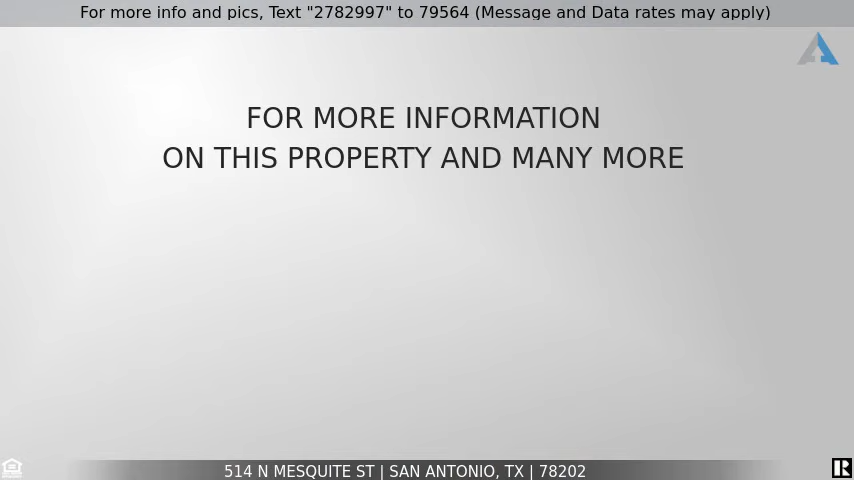 For more info and pics, Text "2782997" to 79564 (Message and Data rates may apply)
FOR MORE INFORMATION
ON THIS PROPERTY AND MANY MORE
514 N MESQUITE ST | SAN ANTONIO, TX | 78202